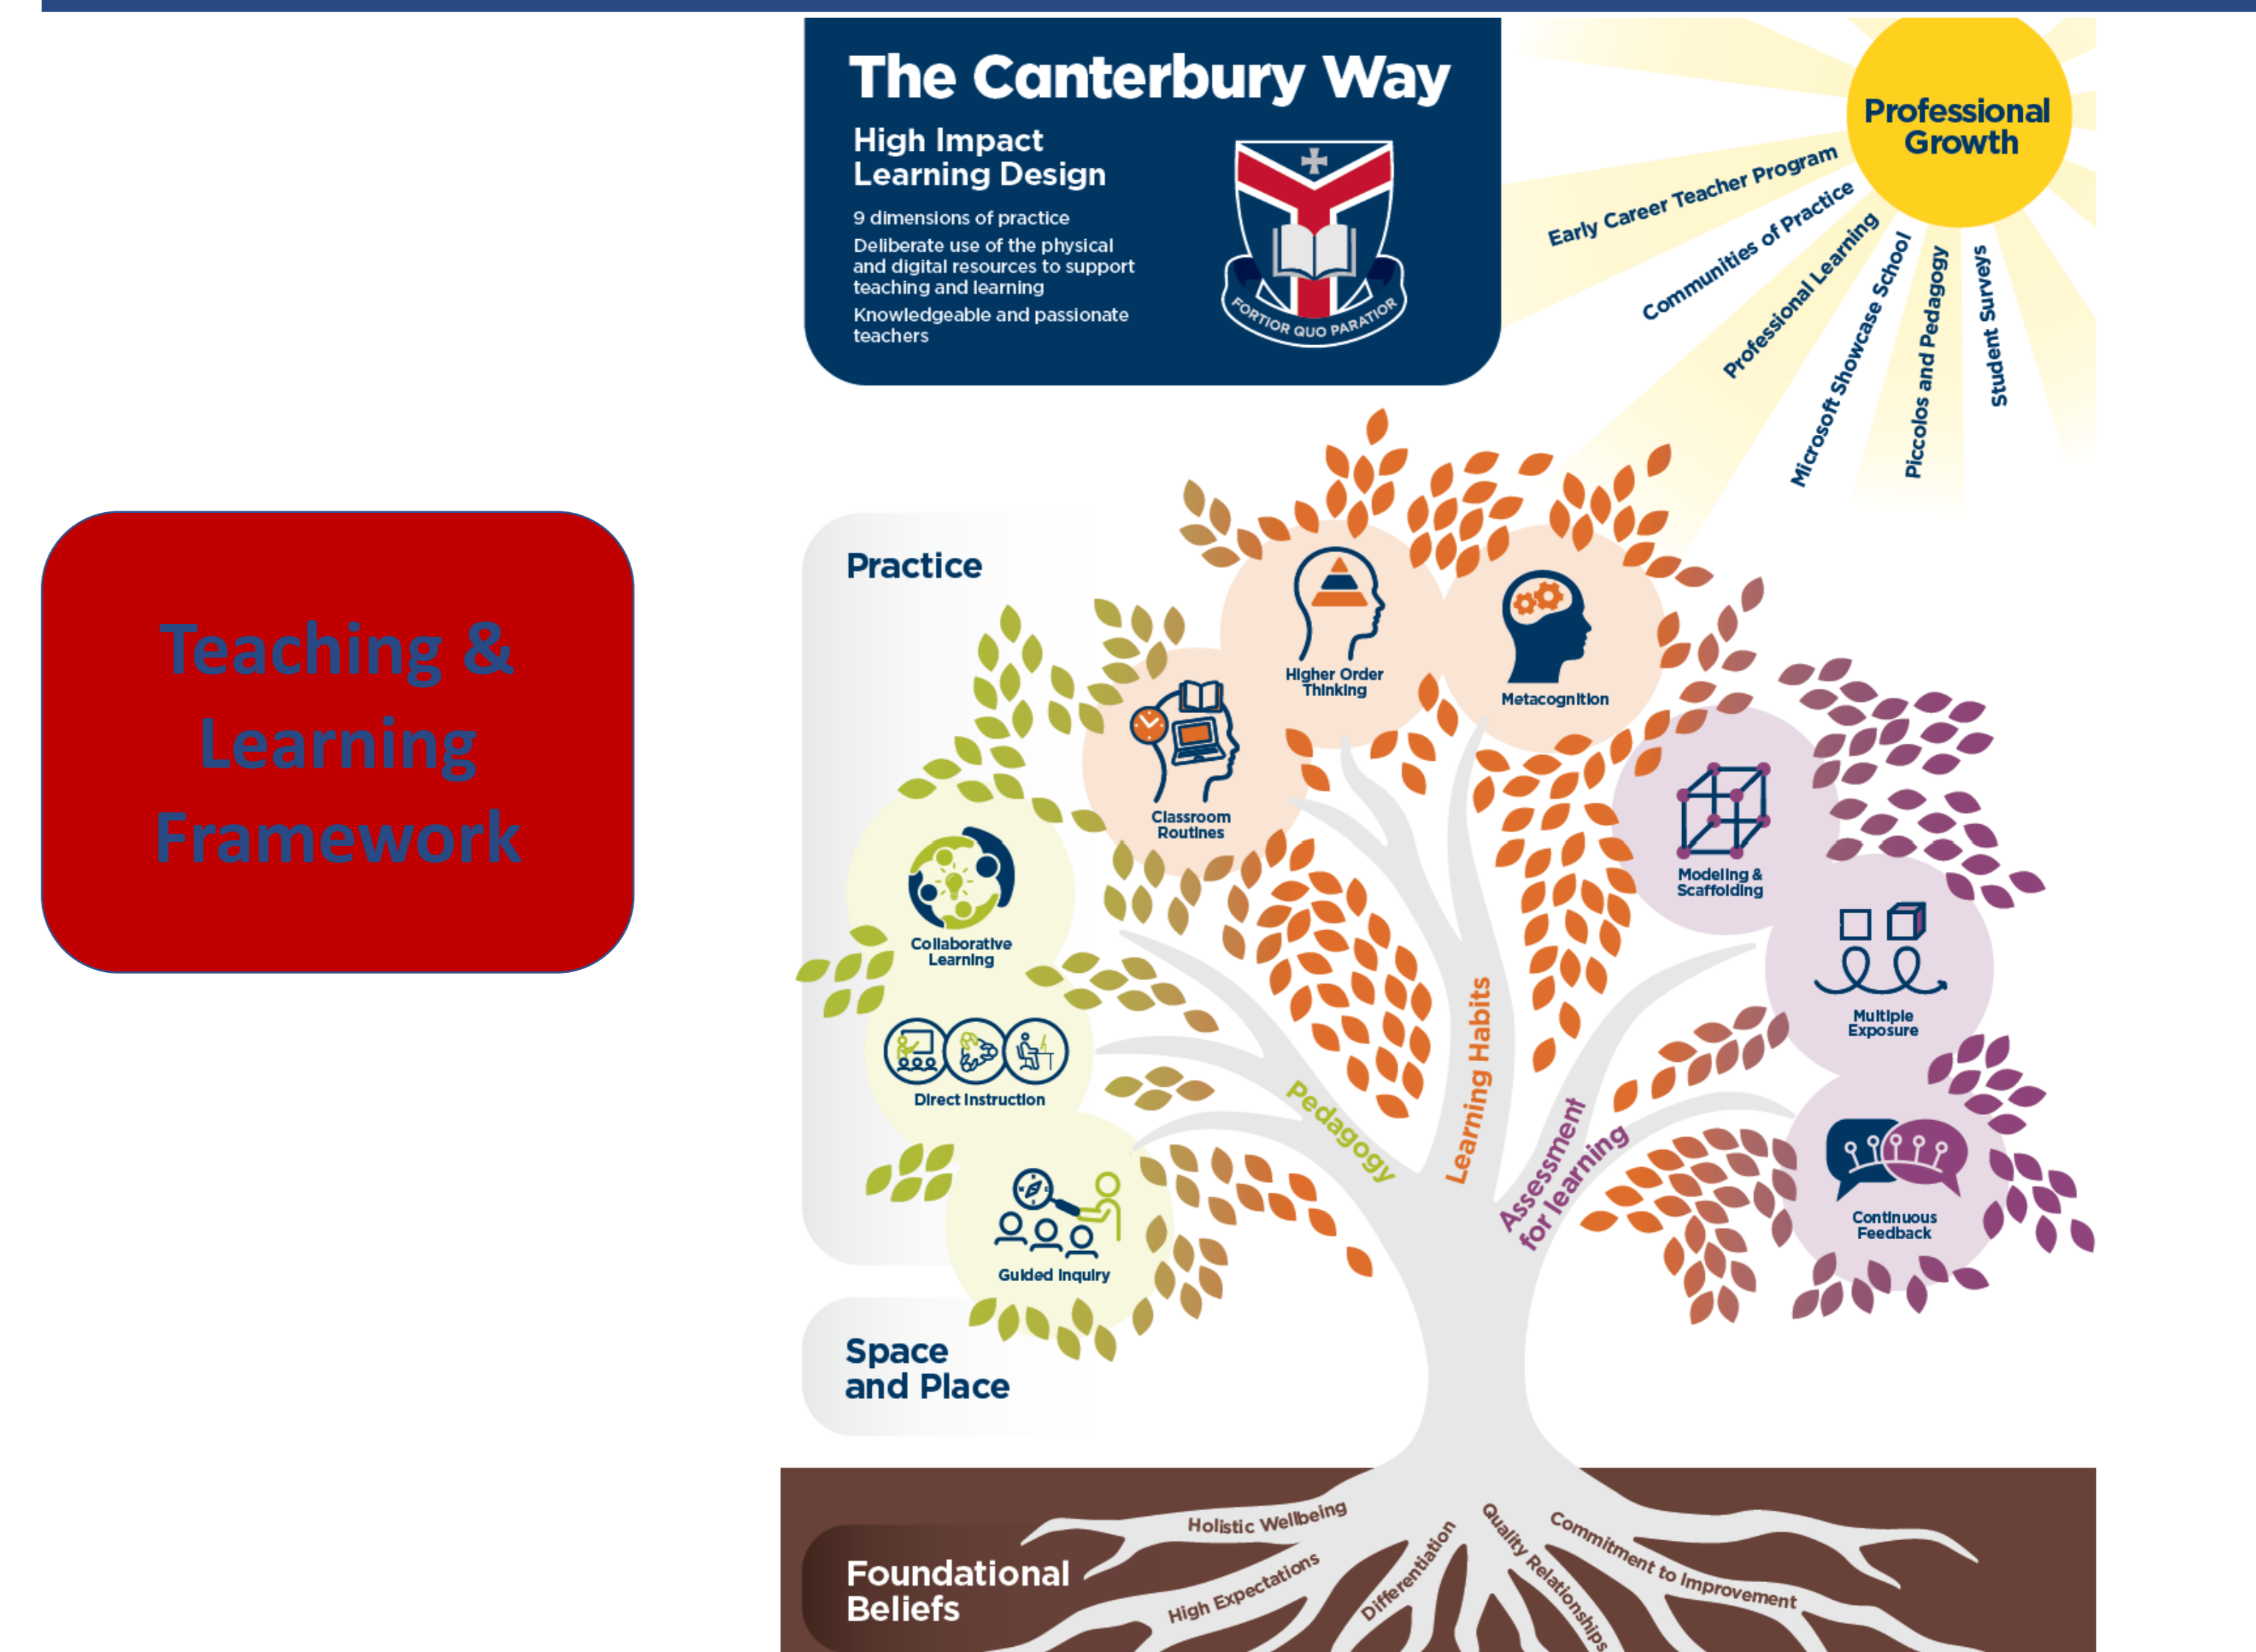 Teaching &
Learning
Framework
The Canterbury Way
High Impact
Learning Design
9 dimensions of practice
Deliberate use of the physical
and digital resources to support
teaching and learning
Knowledgeable and passionate
teachers
FORTIOR QUO PARATIOR
Professional
Growth
Early Career Teacher Program
Communities of Practice
Professional Learning
Microsoft Showcase School
Piccolos and Pedagogy
Student Surveys
Practice
Higher Order
Thinking
Metacognition
Classroom
Routines
Modeling &
Scaffolding
Collaborative
Learning
Multiple
Exposure
Direct Instruction
Continuous
Feedback
Guided Inquiry
Pedagogy
Learning Habits
Assessment
for learning
Space
and Place
Foundational
Beliefs
Holistic Wellbeing
High Expectations
Differentiation
Quality Relationships
Commitment to Improvement